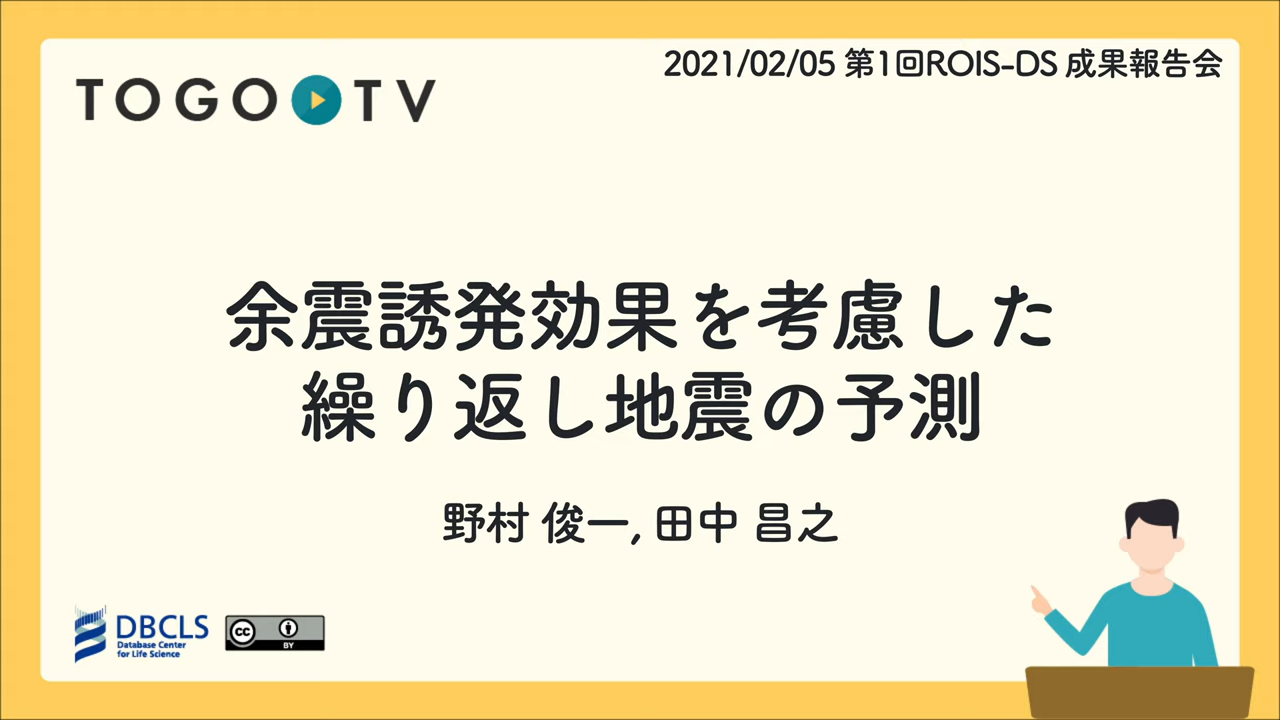 2021/02/05 第1回ROIS-DS 成果報告会
TOGO TV
余震誘発効果を考慮した
繰り返し地震の予測
野村 俊一, 田中 昌之
DBCLS
Database Center
for Life Science
cc
BY